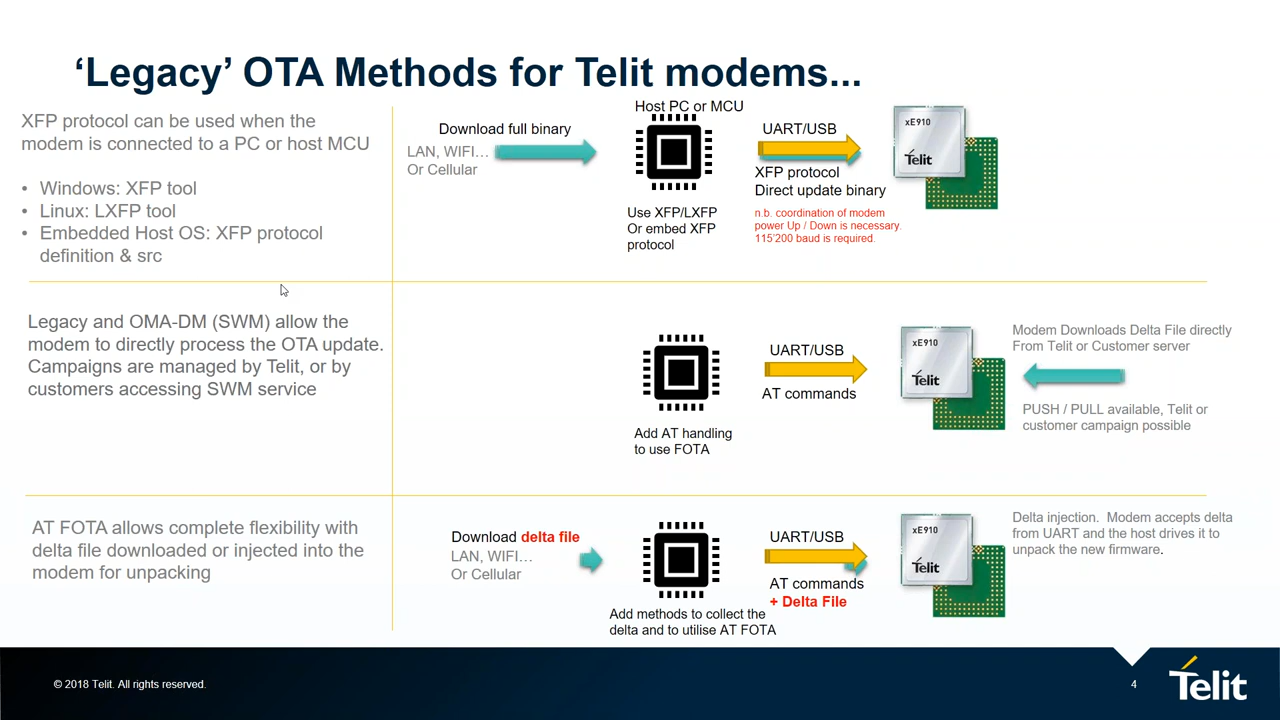 ‘Legacy’ OTA Methods for Telit modems...
XFP protocol can be used when the
modem is connected to a PC or host MCU
• Windows: XFP tool
• Linux: LXFP tool
• Embedded Host OS: XFP protocol
definition & src
Download full binary
LAN, WIFI…
Or Cellular
Host PC or MCU
Use XFP/LXFP
Or embed XFP
protocol
UART/USB
XFP protocol
Direct update binary
n.b. coordination of modem
power Up / Down is necessary.
115’200 baud is required.
xE910
Telit
Legacy and OMA-DM (SWM) allow the
modem to directly process the OTA update.
Campaigns are managed by Telit, or by
customers accessing SWM service
Add AT handling
to use FOTA
UART/USB
AT commands
xE910
Telit
Modem Downloads Delta File directly
From Telit or Customer server
PUSH / PULL available, Telit or
customer campaign possible
AT FOTA allows complete flexibility with
delta file downloaded or injected into the
modem for unpacking
Download delta file
LAN, WIFI…
Or Cellular
Add methods to collect the
delta and to utilise AT FOTA
UART/USB
AT commands
+ Delta File
xE910
Telit
Delta injection. Modem accepts delta
from UART and the host drives it to
unpack the new firmware.
© 2018 Telit. All rights reserved.
4
Telit